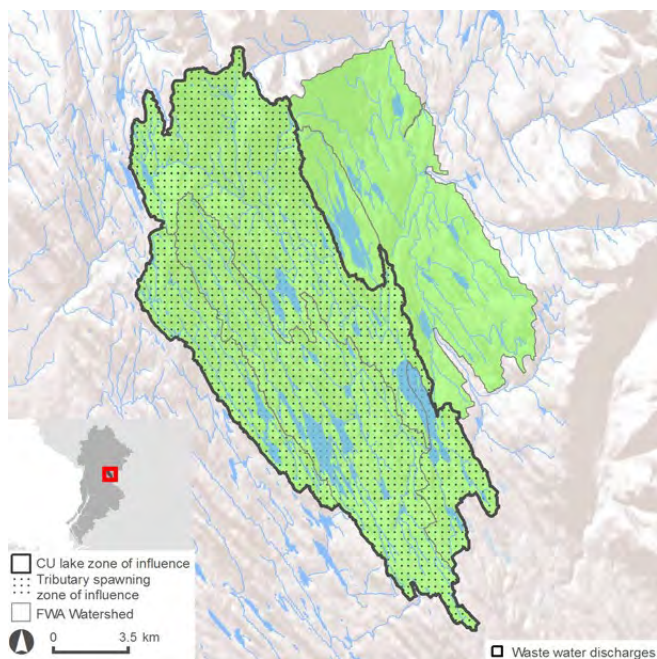 CU lake zone of influence
Tributary spawning
zone of influence
FWA Watershed
0 3.5 km
Waste water discharges